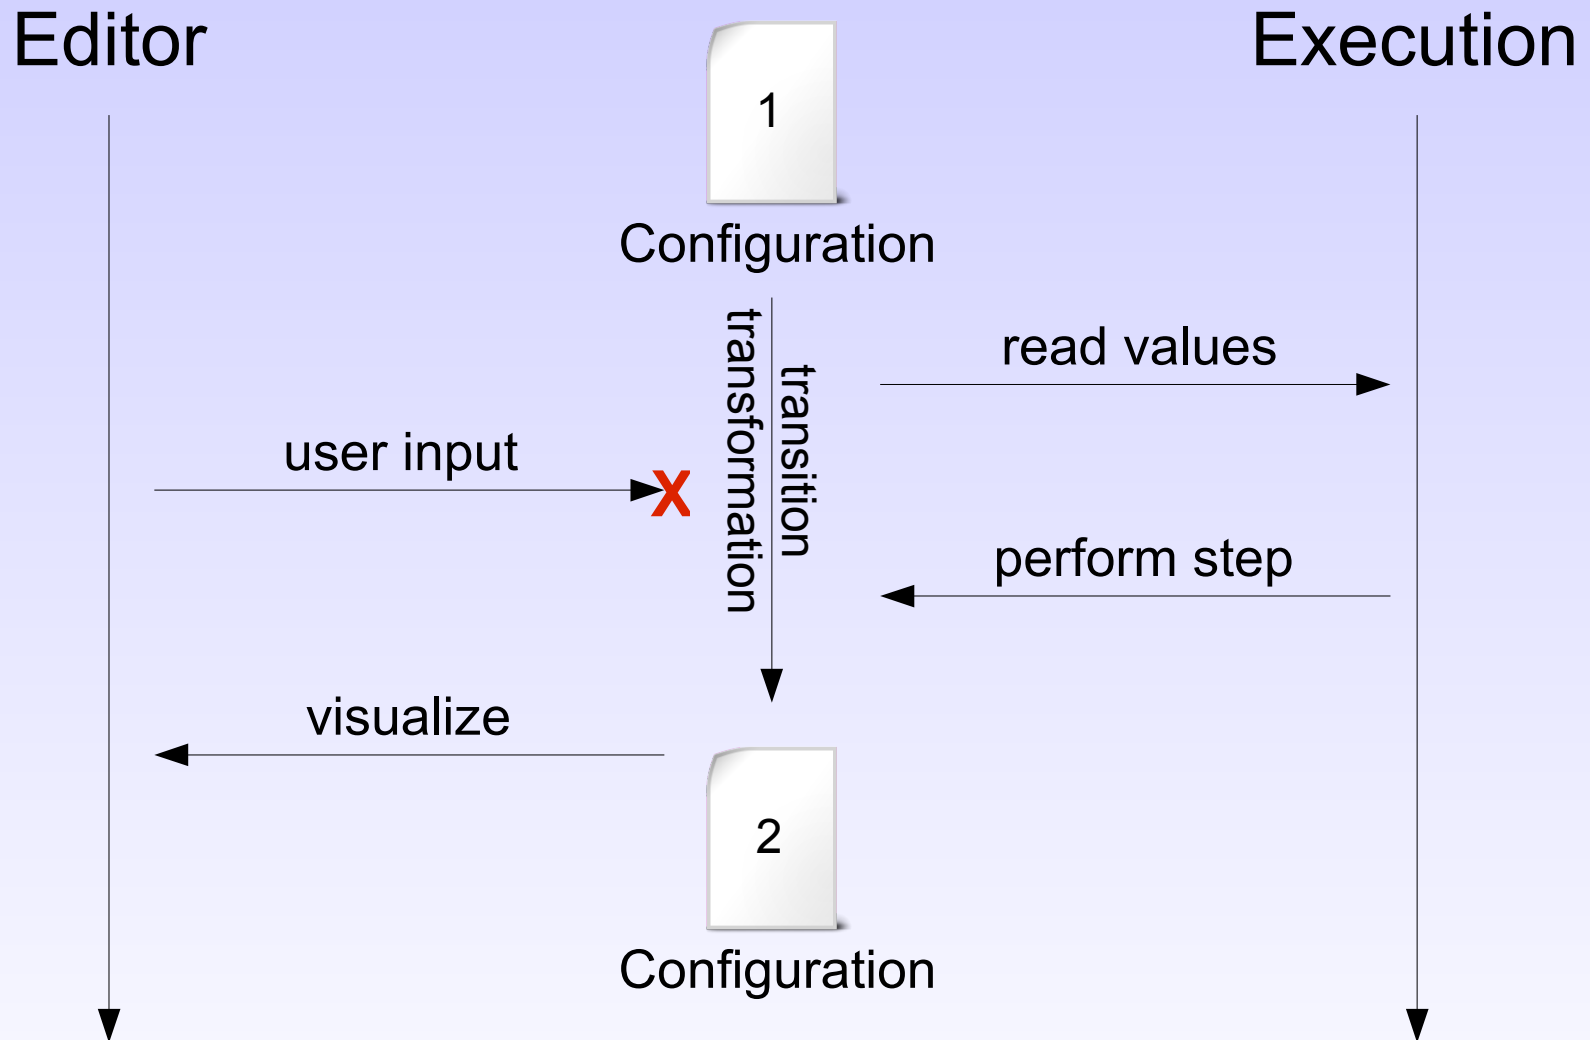 Editor
Execution
1
Configuration
transformation
transition
read values
user input
perform step
visualize
2
Configuration
X